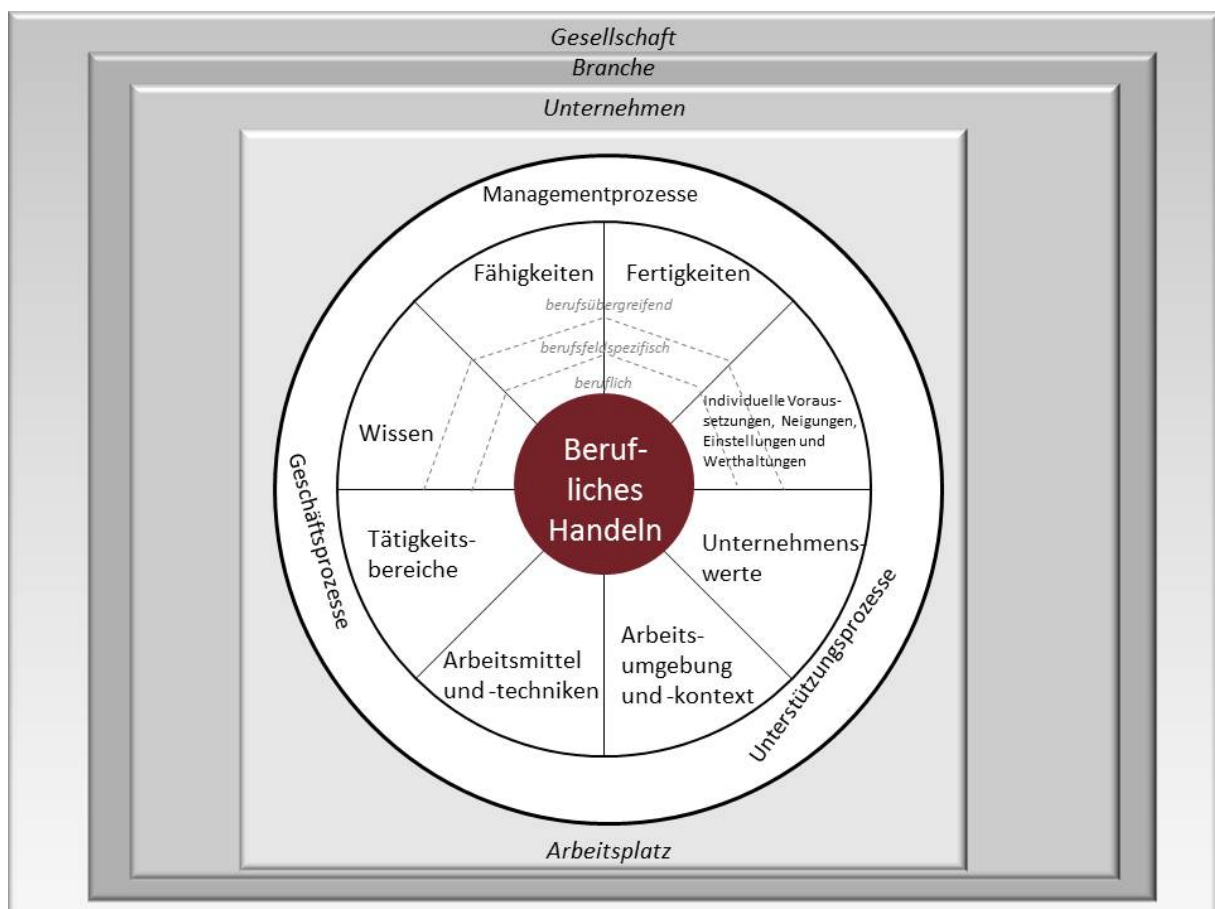 Gesellschaft
Branche
Unternehmen
Managementprozesse
Fähigkeiten
Fertigkeiten
berufsübergreifend
berufsfeldspezifisch
beruflich
Wissen
Individuelle Voraus-
setzungen, Neigungen,
Einstellungen und
Werthaltungen
Beruf-
liches
Handeln
Geschäftsprozesse
Tätigkeits-
bereiche
Unternehmens-
werte
Arbeitsmittel
und -techniken
Arbeits-
umgebung
und -kontext
Unterstützungsprozesse
Arbeitsplatz